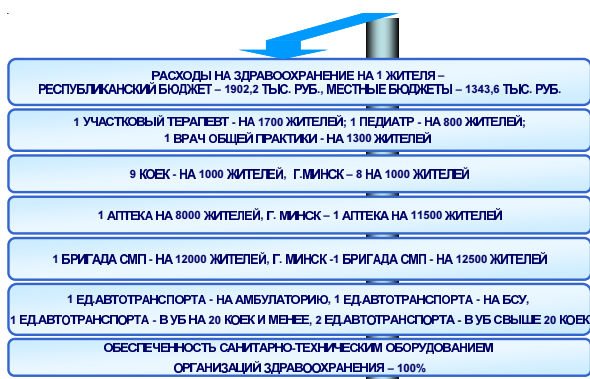 РАСХОДЫ НА ЗДРАВООХРАНЕНИЕ НА 1 ЖИТЕЛЯ –
РЕСПУБЛИКАНСКИЙ БЮДЖЕТ – 1902,2 ТЫС. РУБ., МЕСТНЫЕ БЮДЖЕТЫ – 1343,6 ТЫС. РУБ.
1 УЧАСТКОВЫЙ ТЕРАПЕВТ - НА 1700 ЖИТЕЛЕЙ; 1 ПЕДИАТР - НА 800 ЖИТЕЛЕЙ;
1 ВРАЧ ОБЩЕЙ ПРАКТИКИ - НА 1300 ЖИТЕЛЕЙ
9 КОЕК - НА 1000 ЖИТЕЛЕЙ, Г.МИНСК – 8 НА 1000 ЖИТЕЛЕЙ
1 АПТЕКА НА 8000 ЖИТЕЛЕЙ, Г. МИНСК – 1 АПТЕКА НА 11500 ЖИТЕЛЕЙ
1 БРИГАДА СМП - НА 12000 ЖИТЕЛЕЙ, Г. МИНСК -1 БРИГАДА СМП - НА 12500 ЖИТЕЛЕЙ
1 ЕД.АВТОТРАНСПОРТА - НА АМБУЛАТОРИЮ, 1 ЕД.АВТОТРАНСПОРТА - НА БСУ,
1 ЕД.АВТОТРАНСПОРТА - В УБ НА 20 КОЕК И МЕНЕЕ, 2 ЕД.АВТОТРАНСПОРТА - В УБ СВЫШЕ 20 КОЕК
ОБЕСПЕЧЕННОСТЬ САНИТАРНО-ТЕХНИЧЕСКИМ ОБОРУДОВАНИЕМ
ОРГАНИЗАЦИЙ ЗДРАВООХРАНЕНИЯ – 100%